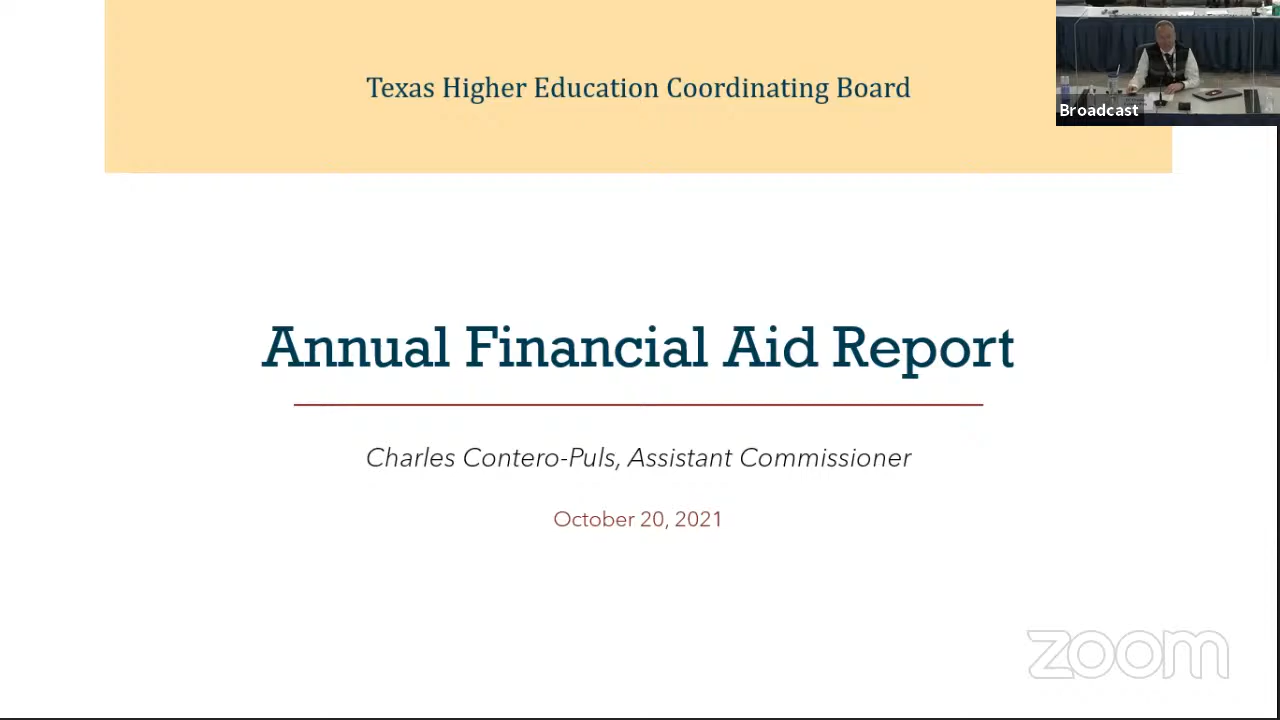 Texas Higher Education Coordinating Board
Broadcast
Annual Financial Aid Report
Charles Contero-Puls, Assistant Commissioner
October 20, 2021
zoom